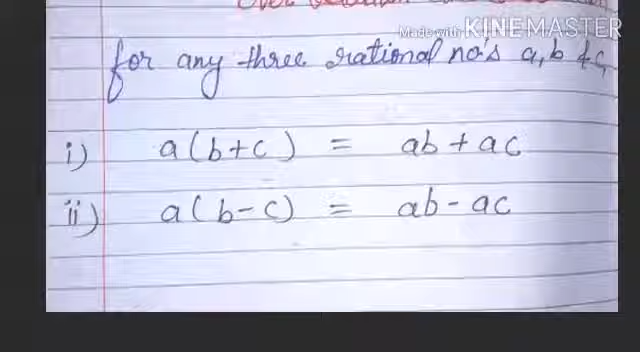 Made with KINEMASTER
for any three rational no's a, b & c,
i) a(b+c) = ab + ac
ii) a(b-c) = ab - ac